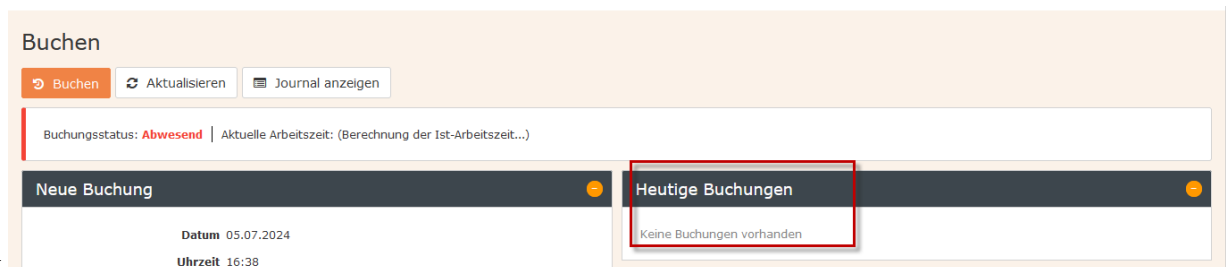 Buchen
Buchen Aktualisieren Journal anzeigen
Buchungsstatus: Abwesend | Aktuelle Arbeitszeit: (Berechnung der Ist-Arbeitszeit...)
Neue Buchung
Datum 05.07.2024
Uhrzeit 16:38
Heutige Buchungen
Keine Buchungen vorhanden